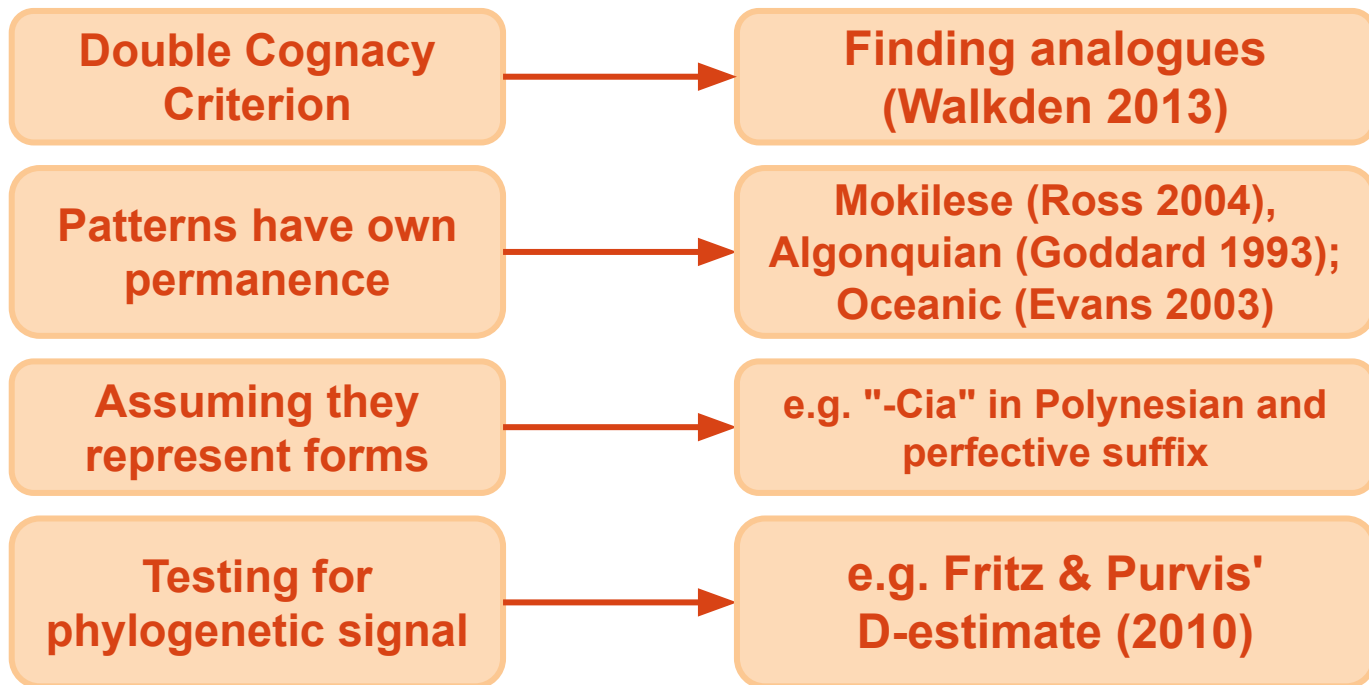 Double Cognacy
Criterion
Finding analogues
(Walkden 2013)
Patterns have own
permanence
Mokilese (Ross 2004),
Algonquian (Goddard 1993);
Oceanic (Evans 2003)
Assuming they
represent forms
e.g. "-Cia" in Polynesian and
perfective suffix
Testing for
phylogenetic signal
e.g. Fritz & Purvis'
D-estimate (2010)